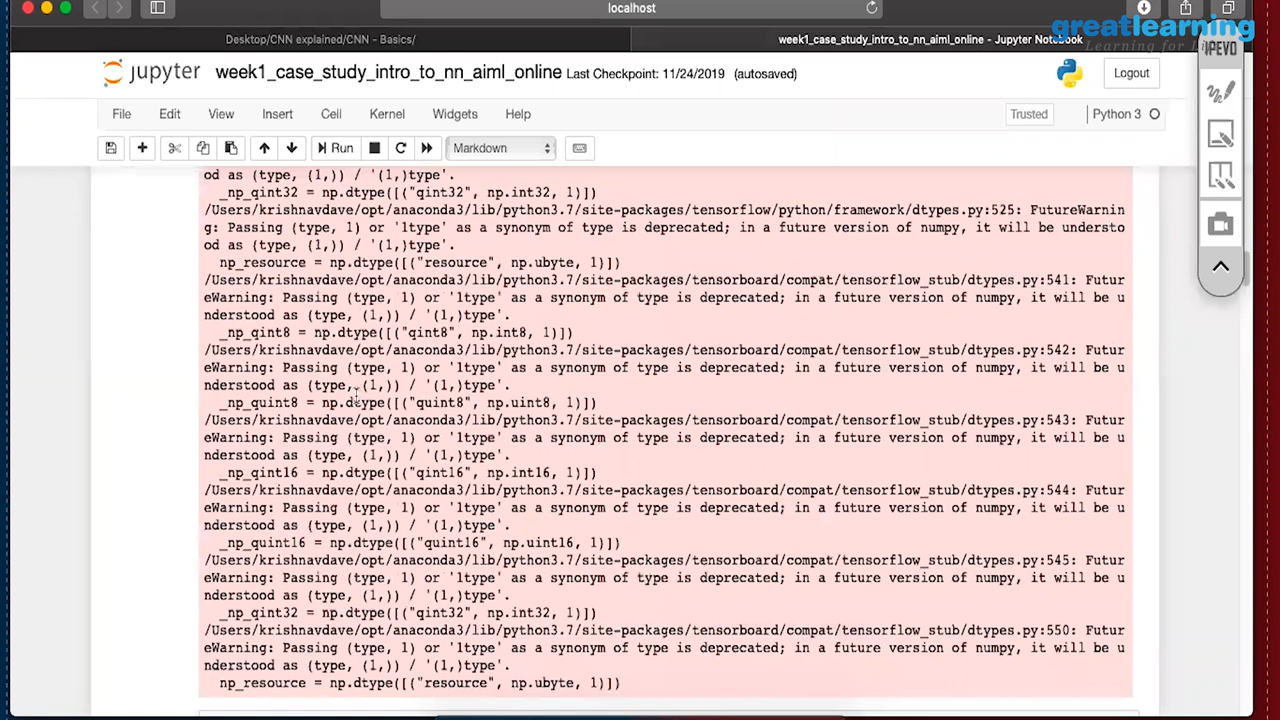 localhost
greatlearning
Learning for Life
Desktop/CNN explained/CNN - Basics/
week1_case_study_intro_to_nn_aiml_online - Jupyter Notebook
IPEVO
jupyter week1_case_study_intro_to_nn_aiml_online Last Checkpoint: 11/24/2019 (autosaved)
Logout
File Edit View Insert Cell Kernel Widgets Help
Trusted
Python 3
Run
Markdown
od as (type, (1,)) / '(1,)type'.
_np_qint32 = np.dtype([("qint32", np.int32, 1)])
/Users/krishnavdave/opt/anaconda3/lib/python3.7/site-packages/tensorflow/python/framework/dtypes.py:525: FutureWarnin
g: Passing (type, 1) or '1type' as a synonym of type is deprecated; in a future version of numpy, it will be understo
od as (type, (1,)) / '(1,)type'.
np_resource = np.dtype([("resource", np.ubyte, 1)])
/Users/krishnavdave/opt/anaconda3/lib/python3.7/site-packages/tensorboard/compat/tensorflow_stub/dtypes.py:541: Futur
eWarning: Passing (type, 1) or '1type' as a synonym of type is deprecated; in a future version of numpy, it will be u
nderstood as (type, (1,)) / '(1,)type'.
_np_qint8 = np.dtype([("qint8", np.int8, 1)])
/Users/krishnavdave/opt/anaconda3/lib/python3.7/site-packages/tensorboard/compat/tensorflow_stub/dtypes.py:542: Futur
eWarning: Passing (type, 1) or '1type' as a synonym of type is deprecated; in a future version of numpy, it will be u
nderstood as (type, (1,)) / '(1,)type'.
_np_quint8 = np.dtype([("quint8", np.uint8, 1)])
/Users/krishnavdave/opt/anaconda3/lib/python3.7/site-packages/tensorboard/compat/tensorflow_stub/dtypes.py:543: Futur
eWarning: Passing (type, 1) or '1type' as a synonym of type is deprecated; in a future version of numpy, it will be u
nderstood as (type, (1,)) / '(1,)type'.
_np_qint16 = np.dtype([("qint16", np.int16, 1)])
/Users/krishnavdave/opt/anaconda3/lib/python3.7/site-packages/tensorboard/compat/tensorflow_stub/dtypes.py:544: Futur
eWarning: Passing (type, 1) or '1type' as a synonym of type is deprecated; in a future version of numpy, it will be u
nderstood as (type, (1,)) / '(1,)type'.
_np_quint16 = np.dtype([("quint16", np.uint16, 1)])
/Users/krishnavdave/opt/anaconda3/lib/python3.7/site-packages/tensorboard/compat/tensorflow_stub/dtypes.py:545: Futur
eWarning: Passing (type, 1) or '1type' as a synonym of type is deprecated; in a future version of numpy, it will be u
nderstood as (type, (1,)) / '(1,)type'.
_np_qint32 = np.dtype([("qint32", np.int32, 1)])
/Users/krishnavdave/opt/anaconda3/lib/python3.7/site-packages/tensorboard/compat/tensorflow_stub/dtypes.py:550: Futur
eWarning: Passing (type, 1) or '1type' as a synonym of type is deprecated; in a future version of numpy, it will be u
nderstood as (type, (1,)) / '(1,)type'.
np_resource = np.dtype([("resource", np.ubyte, 1)])